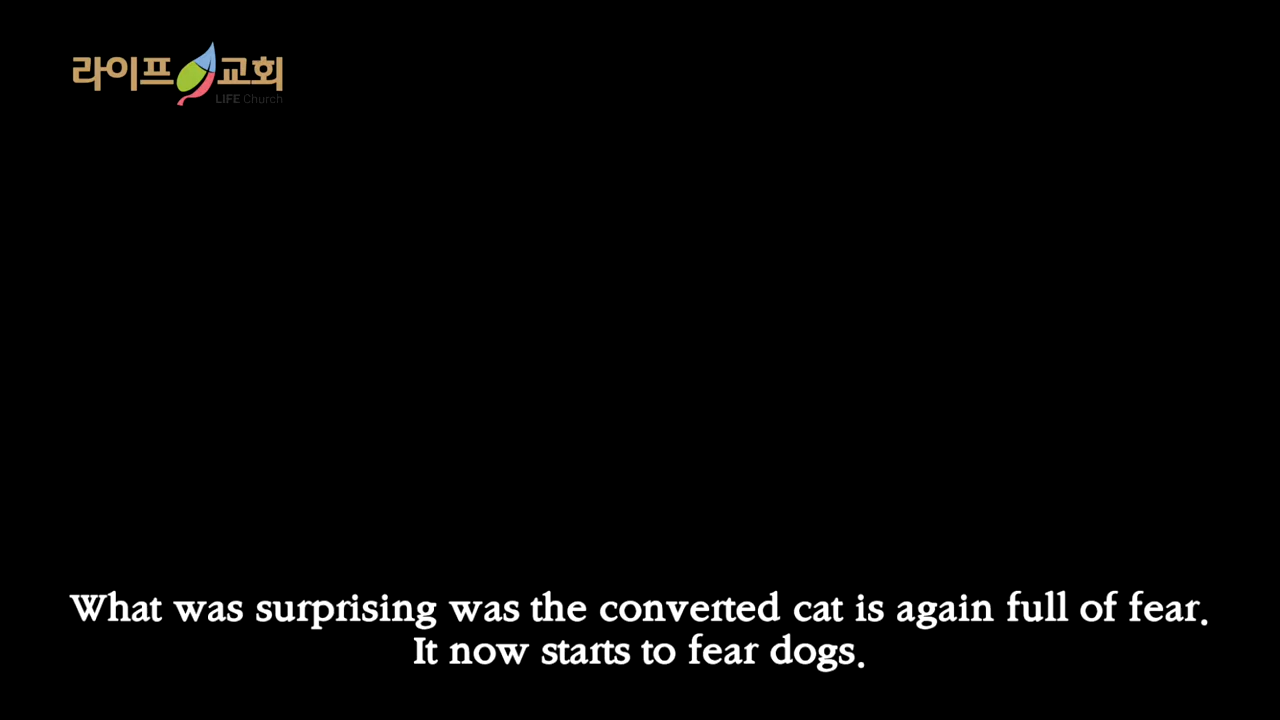 라이프교회
LIFE Church
What was surprising was the converted cat is again full of fear.
It now starts to fear dogs.